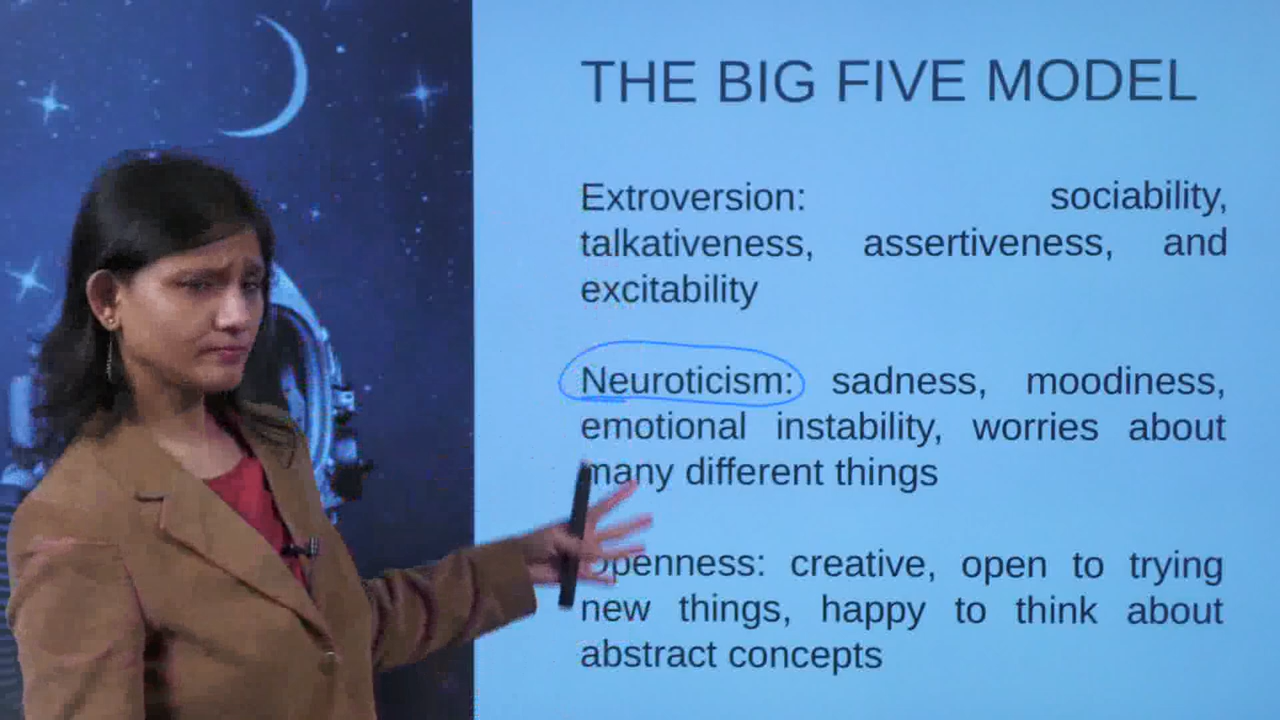 THE BIG FIVE MODEL
Extroversion: sociability,
talkativeness, assertiveness, and
excitability
Neuroticism: sadness, moodiness,
emotional instability, worries about
many different things
Openness: creative, open to trying
new things, happy to think about
abstract concepts